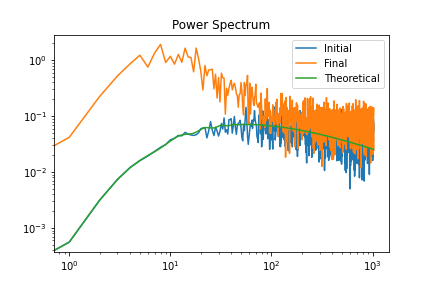 Power Spectrum
Initial
Final
Theoretical
10⁰
10⁻¹
10⁻²
10⁻³
10⁰
10¹
10²
10³